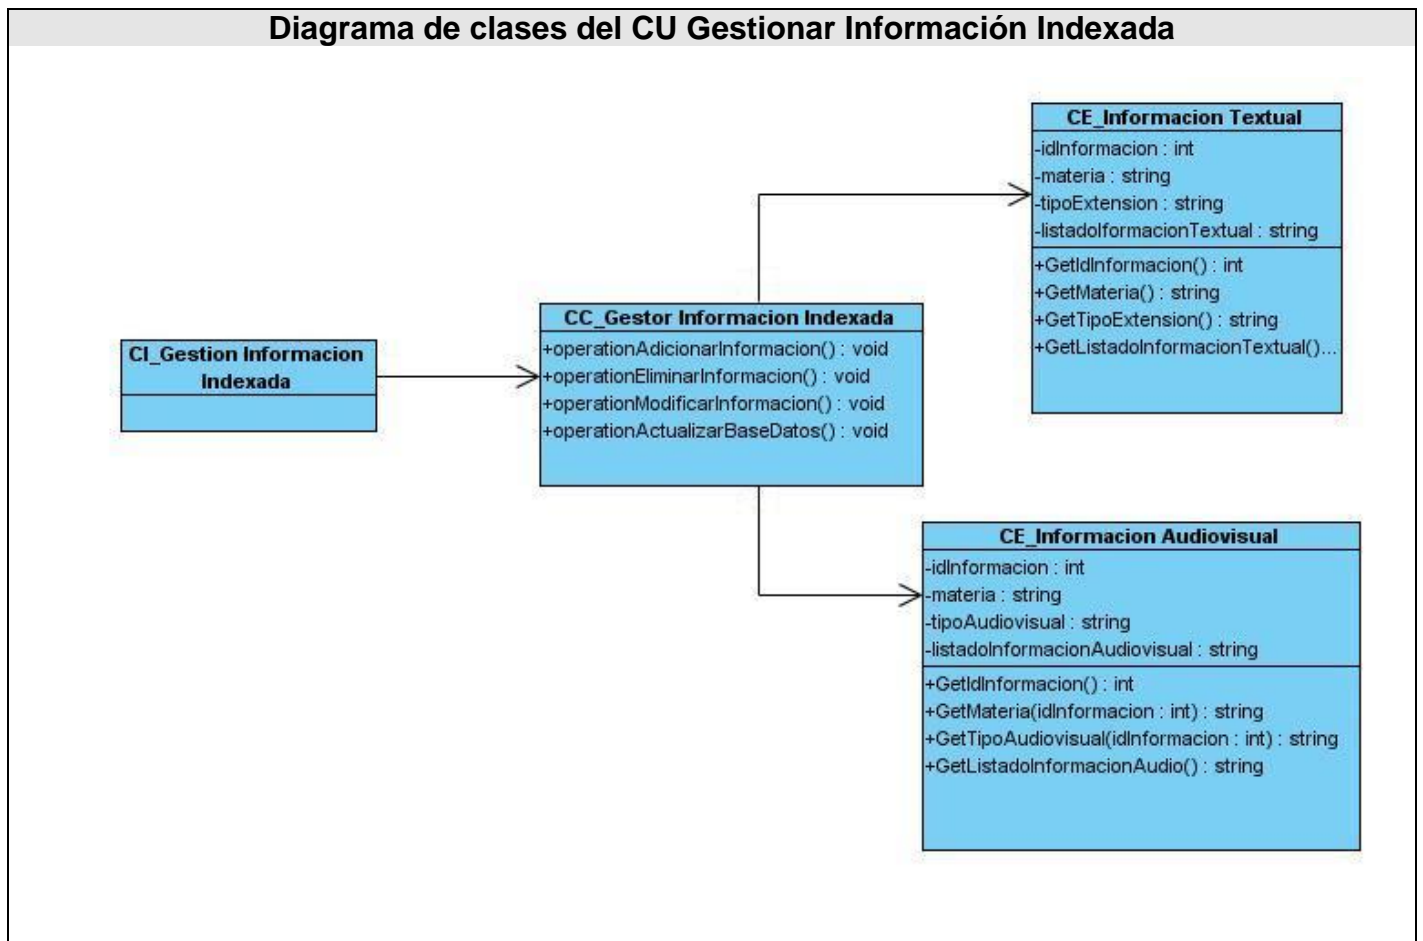 Diagrama de clases del CU Gestionar Información Indexada
CE_Informacion Textual
-idInformacion : int
-materia : string
-tipoExtension : string
-listadoIformacionTextual : string
+GetIdInformacion() : int
+GetMateria() : string
+GetTipoExtension() : string
+GetListadoInformacionTextual()...
CI_Gestion Informacion
Indexada
CC_Gestor Informacion Indexada
+operationAdicionarInformacion() : void
+operationEliminarInformacion() : void
+operationModificarInformacion() : void
+operationActualizarBaseDatos() : void
CE_Informacion Audiovisual
-idInformacion : int
-materia : string
-tipoAudiovisual : string
-listadoInformacionAudiovisual : string
+GetIdInformacion() : int
+GetMateria(idInformacion : int) : string
+GetTipoAudiovisual(idInformacion : int) : string
+GetListadoInformacionAudio() : string